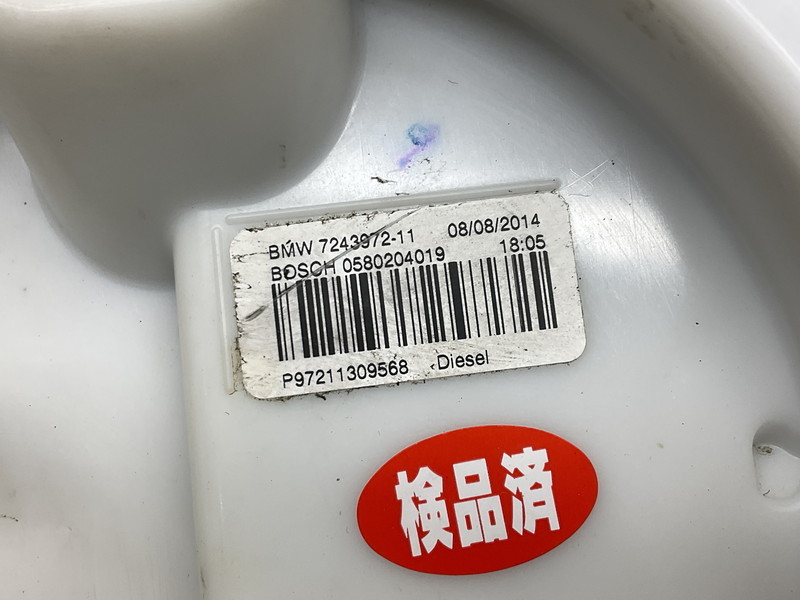 BMW 7243972-11 08/08/2014
BOSCH 0580204019 18:05
P97211309568 Diesel
検品済